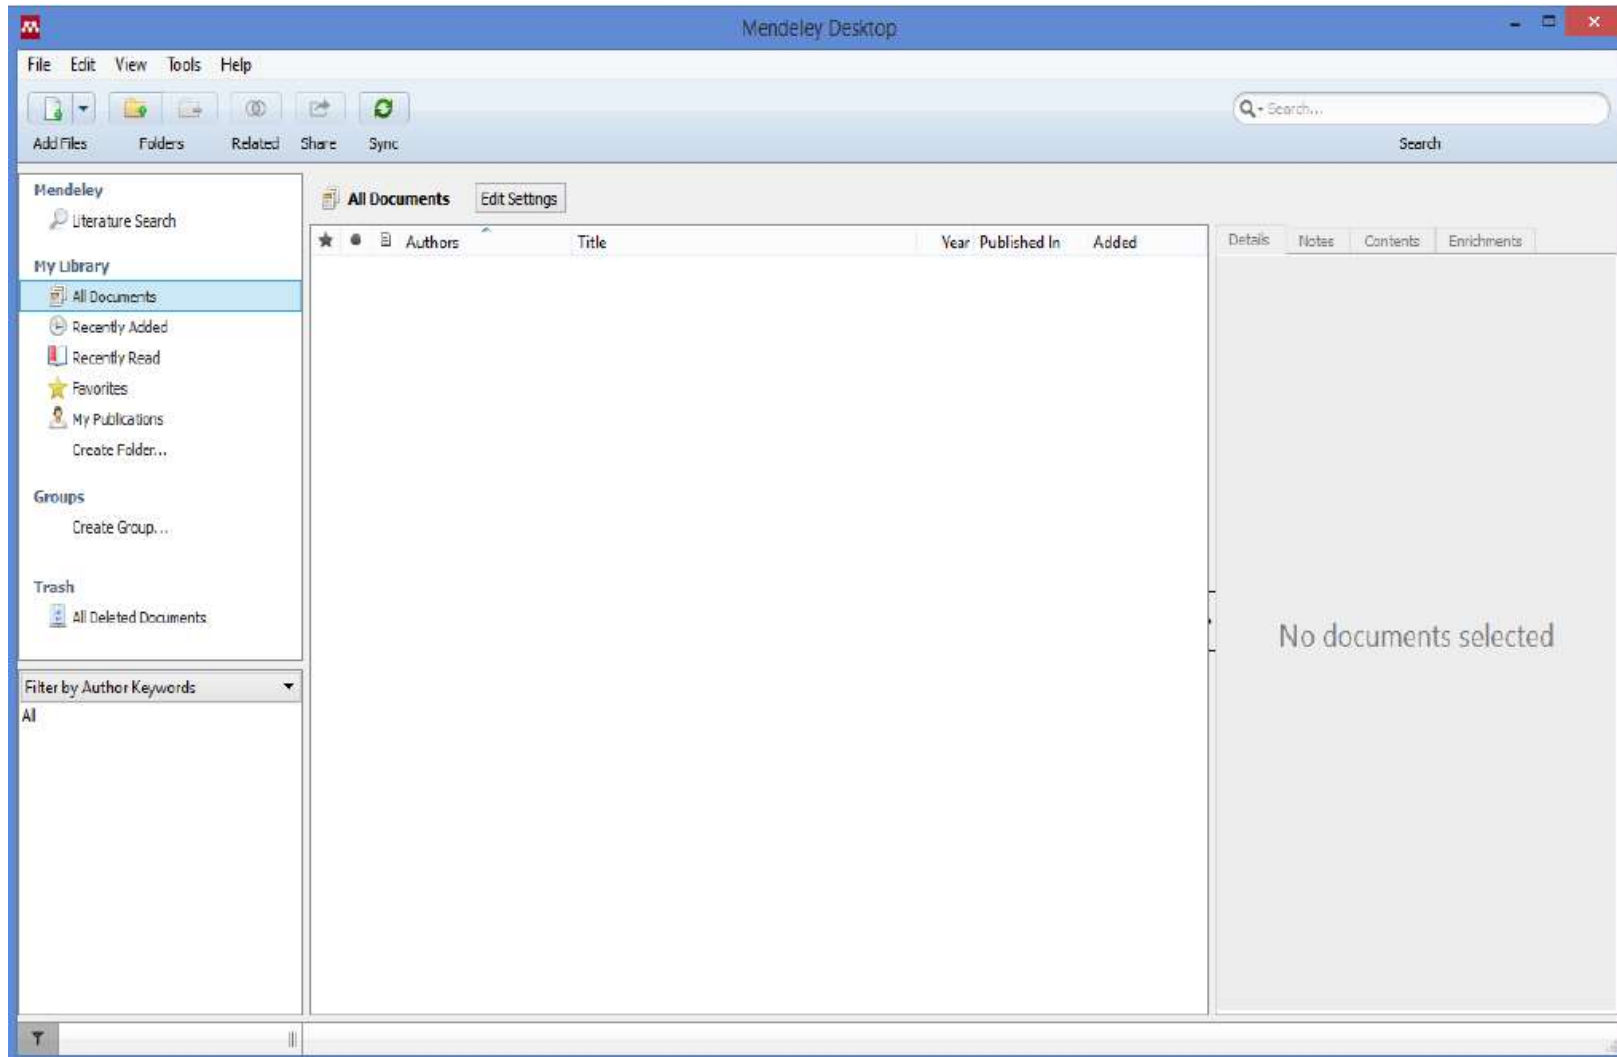 Mendeley Desktop
File Edit View Tools Help
Search...
Add Files Folders Related Share Sync Search
Mendeley
Literature Search
My Library
All Documents
Recently Added
Recently Read
Favorites
My Publications
Create Folder...
Groups
Create Group...
Trash
All Deleted Documents
Filter by Author Keywords
All
All Documents Edit Settings
Authors Title Year Published In Added
Details Notes Contents Enrichments
No documents selected